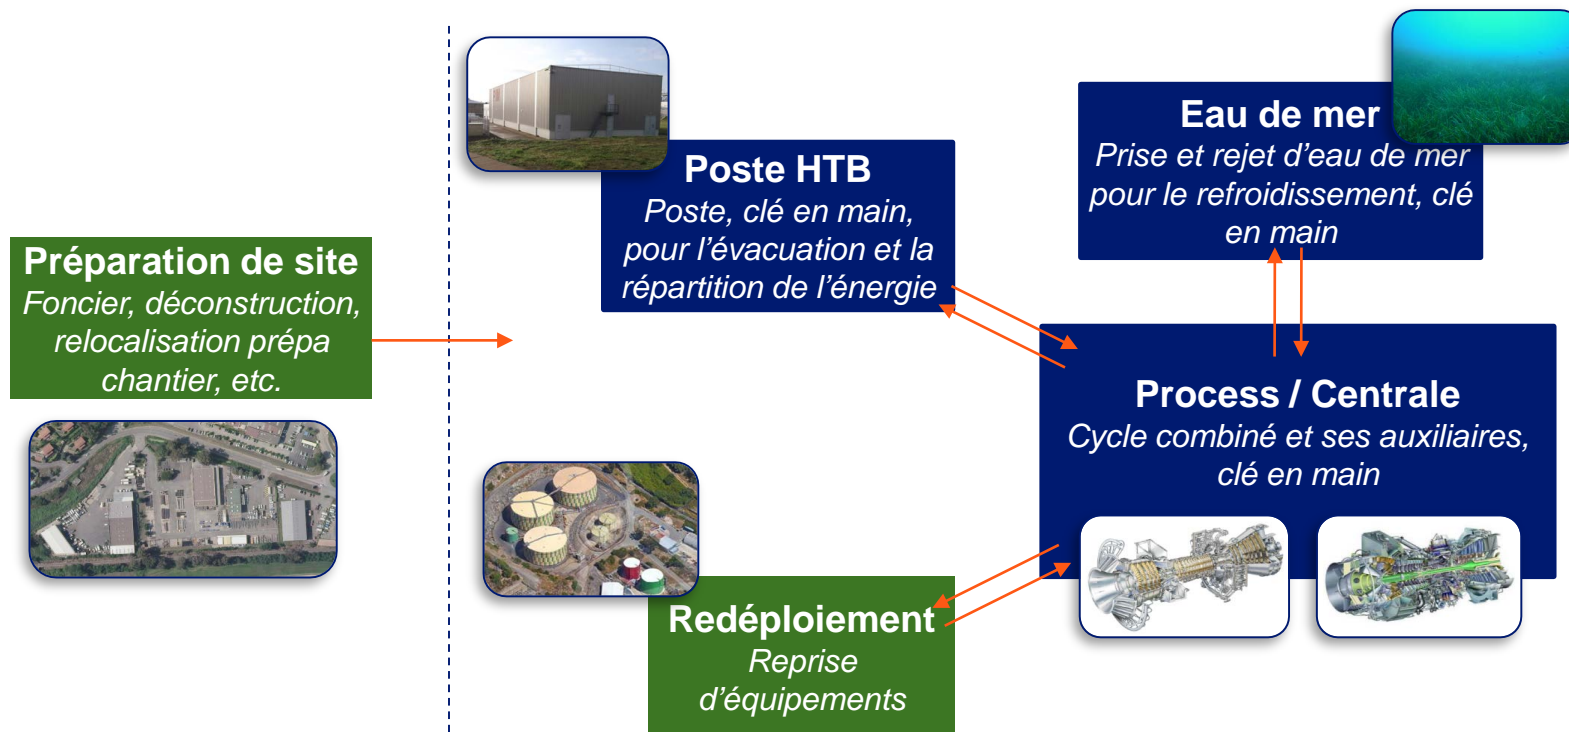 Préparation de site
Foncier, déconstruction,
relocalisation prépa
chantier, etc.
Poste HTB
Poste, clé en main,
pour l’évacuation et la
répartition de l’énergie
Eau de mer
Prise et rejet d’eau de mer
pour le refroidissement, clé
en main
Process / Centrale
Cycle combiné et ses auxiliaires,
clé en main
Redéploiement
Reprise
d’équipements